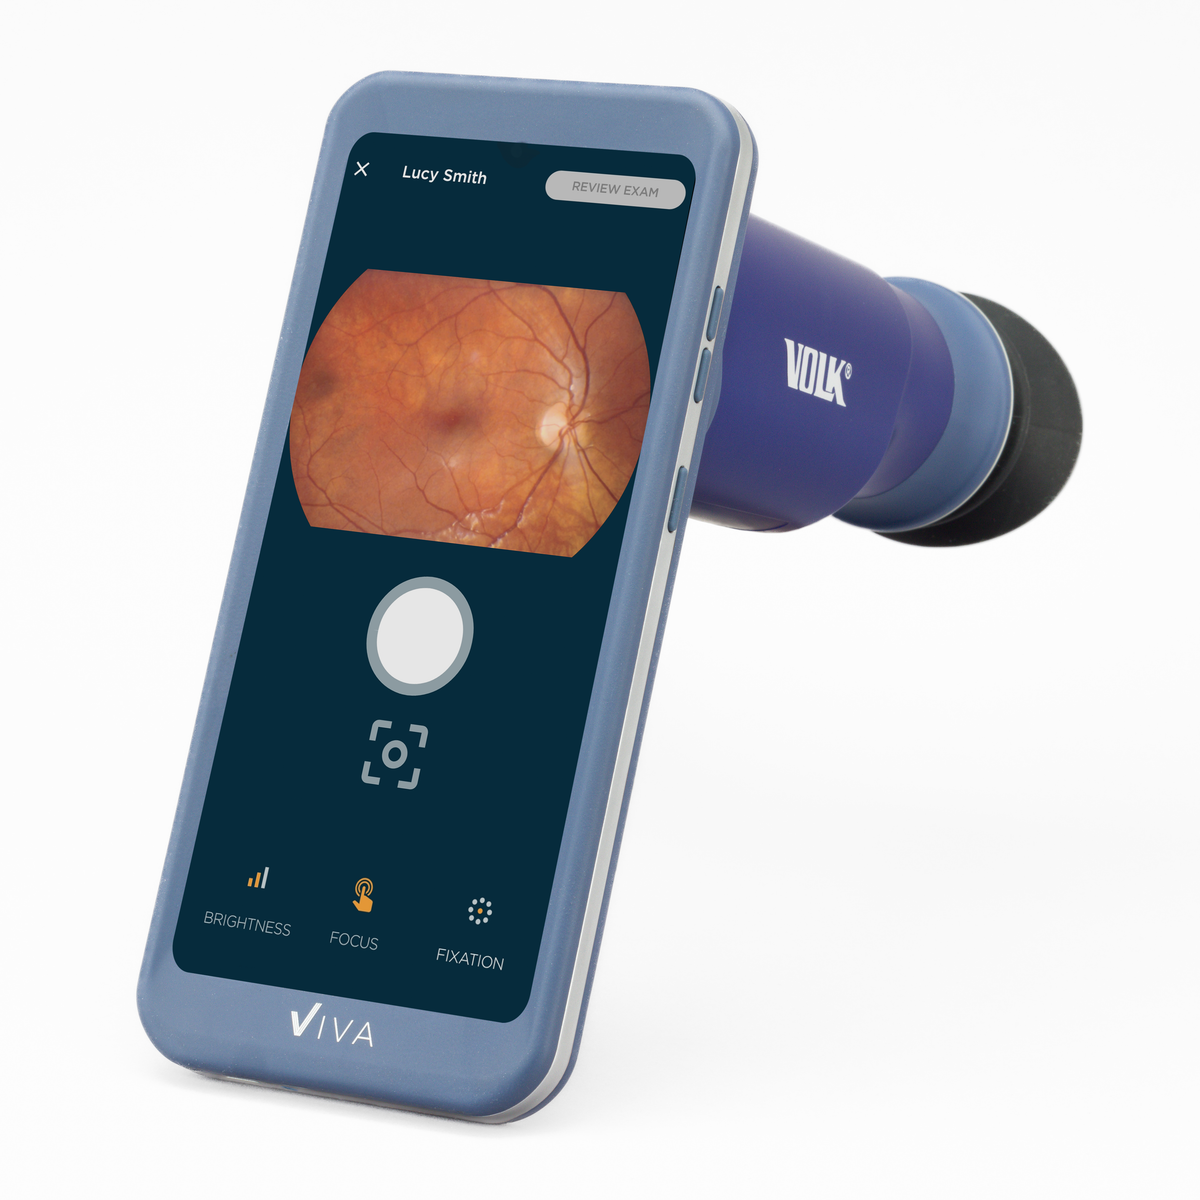 Lucy Smith
REVIEW EXAM
VOLK®
BRIGHTNESS
FOCUS
FIXATION
VIVA